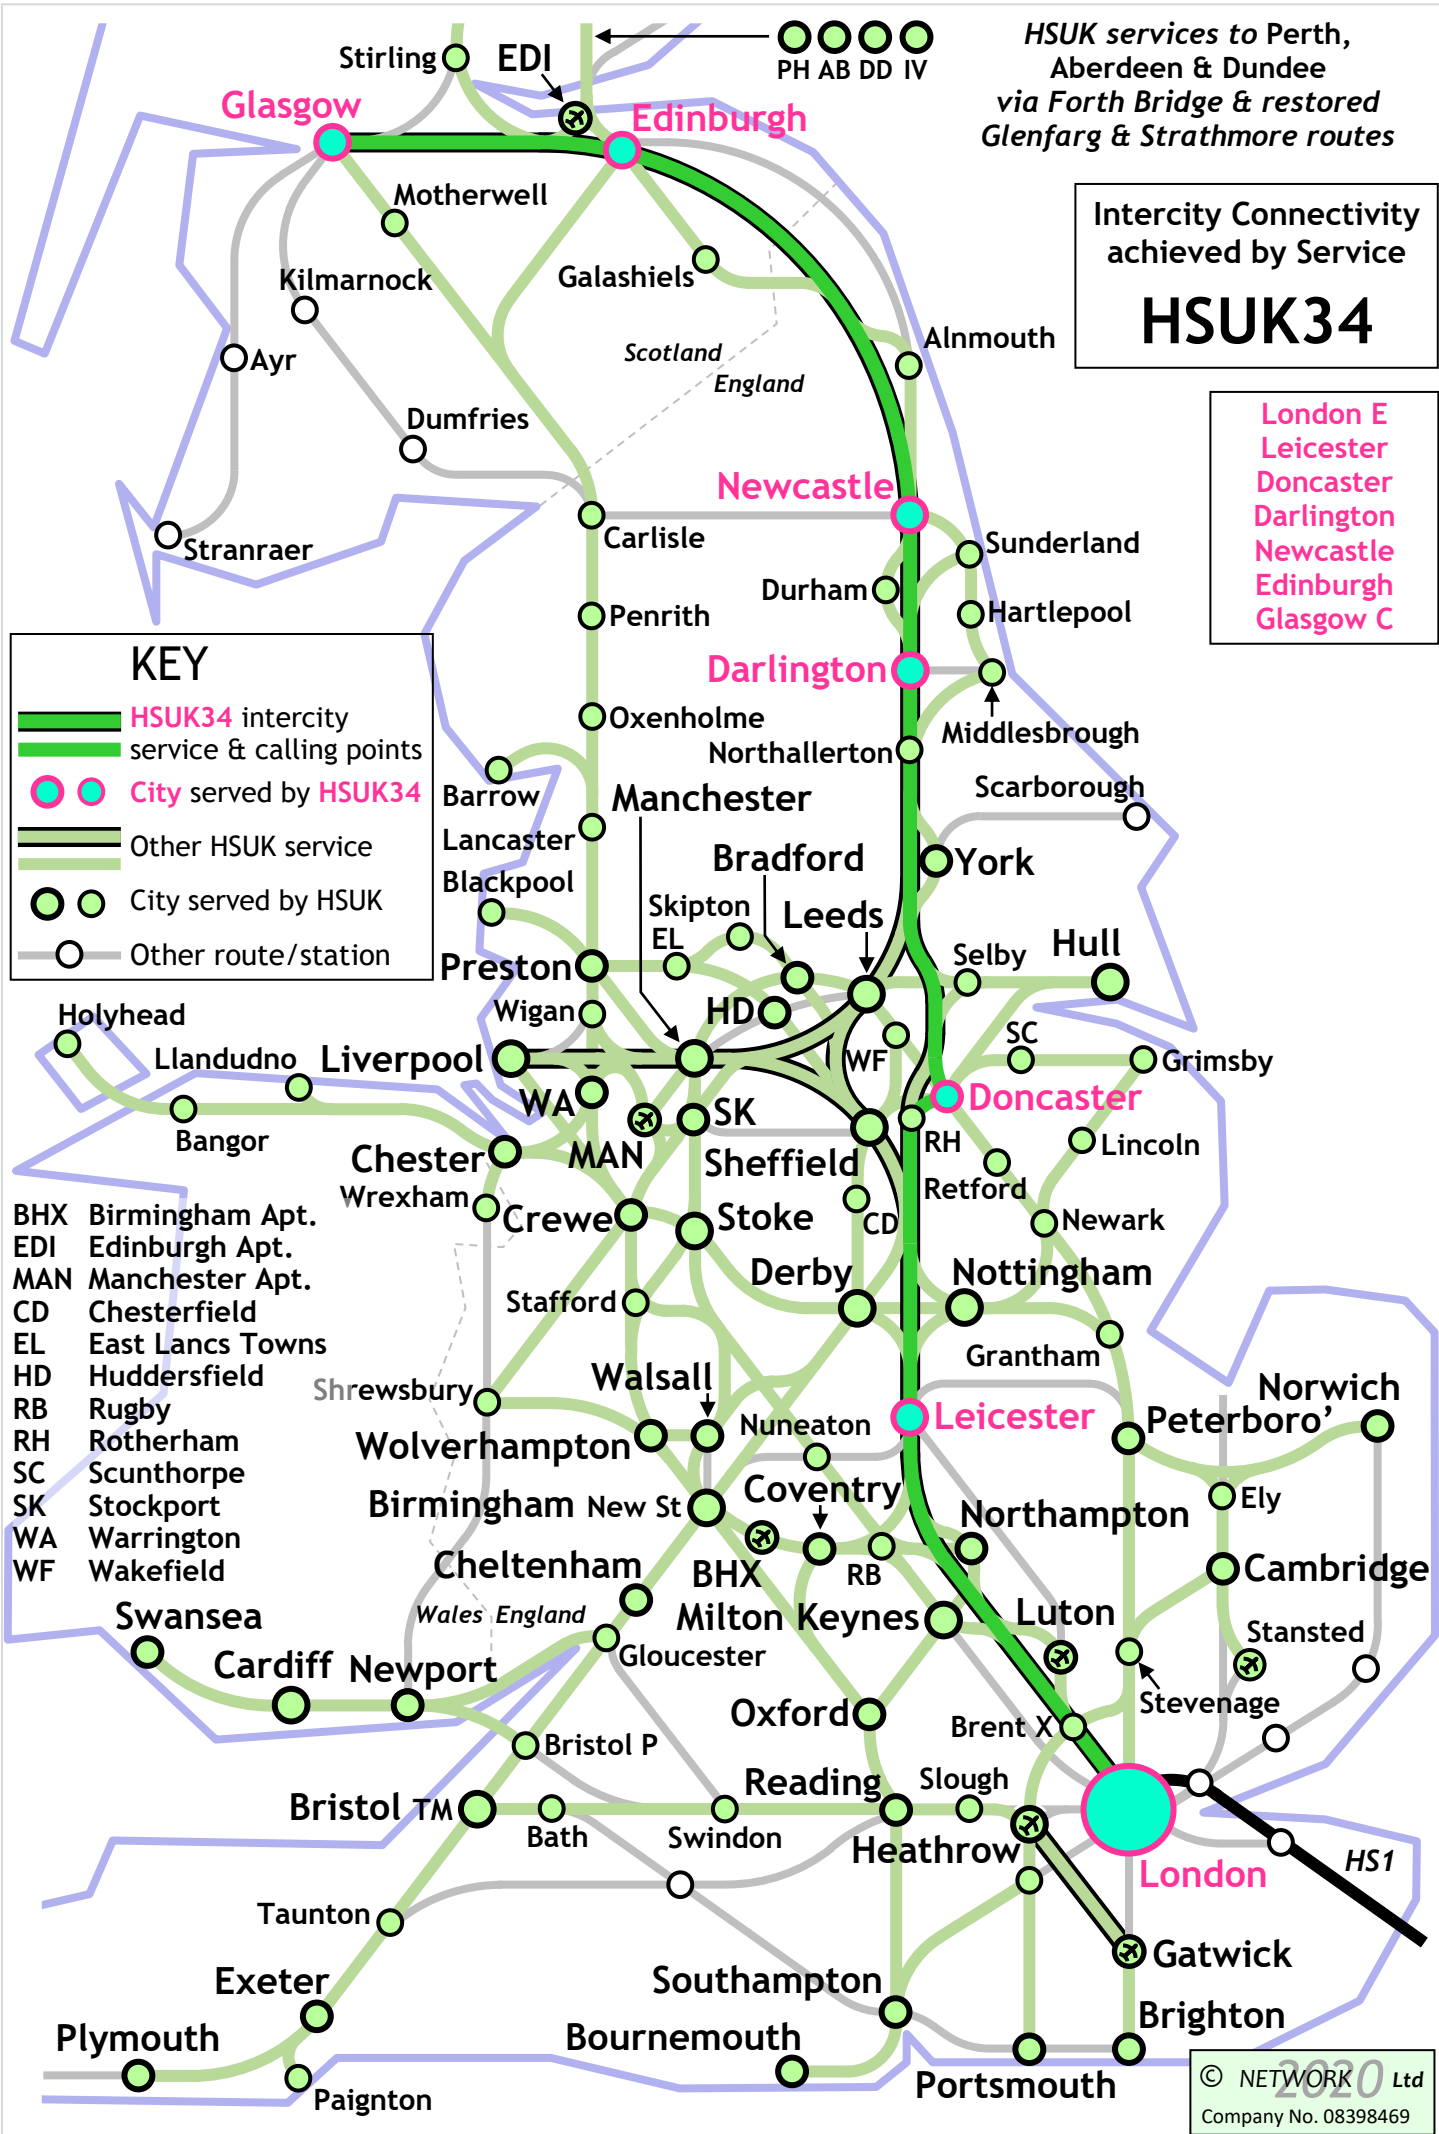 HSUK services to Perth,
Aberdeen & Dundee
via Forth Bridge & restored
Glenfarg & Strathmore routes
Intercity Connectivity
achieved by Service
HSUK34
London E
Leicester
Doncaster
Darlington
Newcastle
Edinburgh
Glasgow C
PH AB DD IV
Stirling
EDI
Glasgow
Edinburgh
Motherwell
Kilmarnock
Galashiels
Ayr
Scotland
England
Alnmouth
Dumfries
Newcastle
Stranraer
Carlisle
Sunderland
Durham
Penrith
Hartlepool
Darlington
KEY
HSUK34 intercity
service & calling points
City served by HSUK34
Other HSUK service
City served by HSUK
Other route/station
Oxenholme
Middlesbrough
Northallerton
Barrow
Manchester
Scarborough
Lancaster
Bradford
York
Blackpool
Skipton
EL
Leeds
Selby
Hull
Preston
Wigan
HD
Holyhead
Llandudno
Liverpool
WF
SC
Grimsby
WA
SK
Doncaster
Bangor
MAN
RH
Lincoln
Chester
Sheffield
Retford
Wrexham
Crewe
Stoke
CD
Newark
BHX Birmingham Apt.
EDI Edinburgh Apt.
MAN Manchester Apt.
CD Chesterfield
EL East Lancs Towns
HD Huddersfield
RB Rugby
RH Rotherham
SC Scunthorpe
SK Stockport
WA Warrington
WF Wakefield
Derby
Nottingham
Stafford
Grantham
Walsall
Shrewsbury
Norwich
Nuneaton
Leicester
Peterboro’
Wolverhampton
Coventry
Birmingham New St
Ely
Northampton
Cheltenham
BHX
RB
Cambridge
Swansea
Wales England
Milton Keynes
Luton
Stansted
Cardiff
Newport
Gloucester
Stevenage
Oxford
Brent X
Bristol P
Reading
Slough
Bristol TM
Bath
Swindon
Heathrow
HS1
London
Taunton
Gatwick
Exeter
Southampton
Brighton
Plymouth
Bournemouth
Paignton
Portsmouth
© NETWORK 2020 Ltd
Company No. 08398469